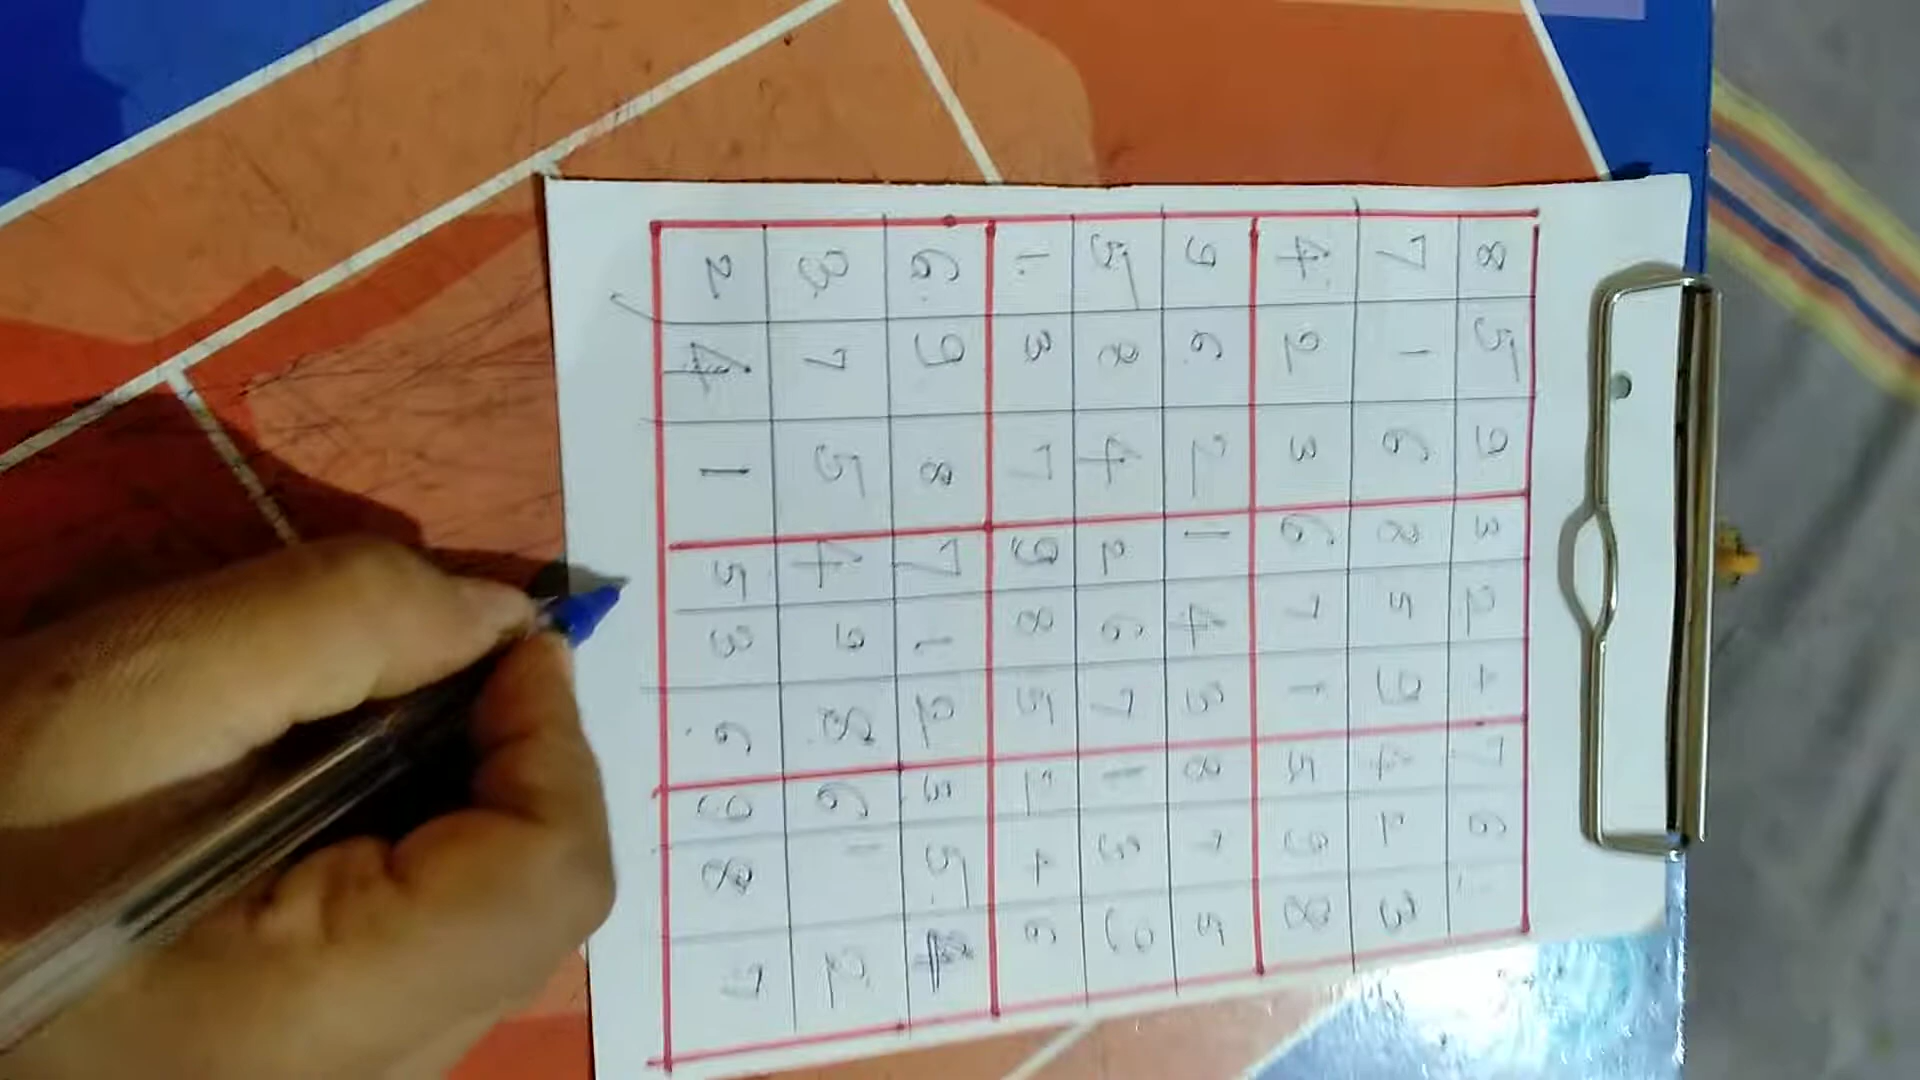 8 5 9 3 2 4 7 6 1
7 1 6 8 5 9 4 2 3
4 2 3 6 7 1 5 9 8
9 6 2 1 4 3 8 7 5
5 8 4 2 6 7 1 3 9
1 3 7 9 8 5 2 4 6
6 9 8 7 1 2 3 5 4
3 7 5 4 9 8 6 1 2
2 4 1 5 3 6 9 8 7